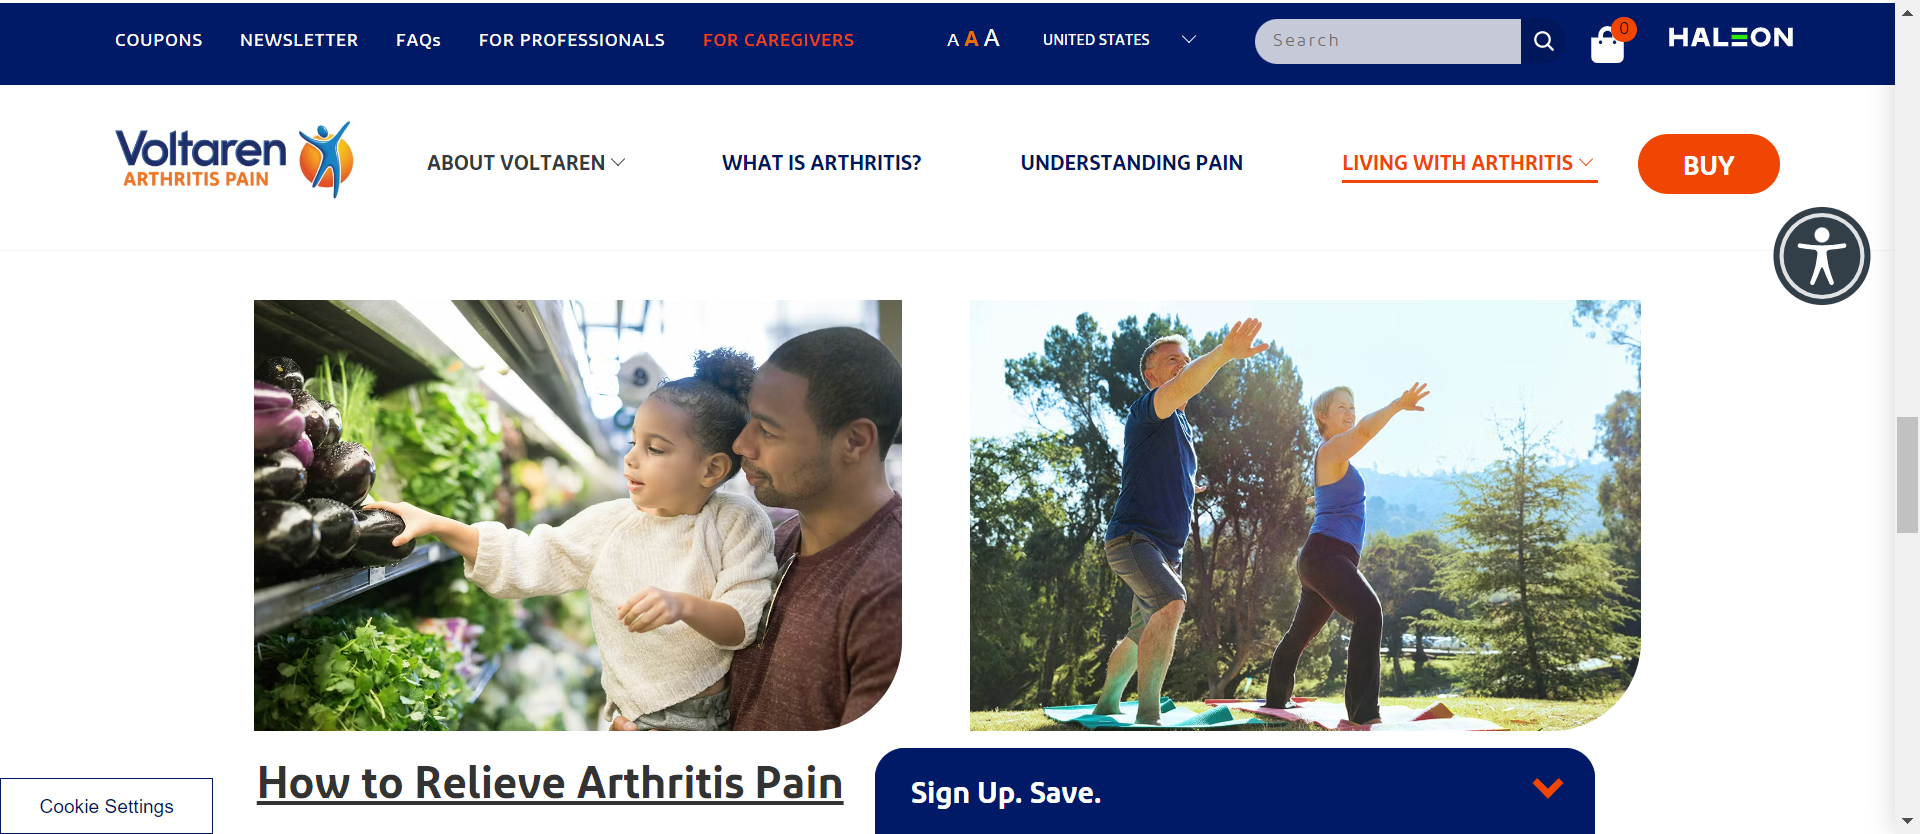 COUPONS NEWSLETTER FAQs FOR PROFESSIONALS FOR CAREGIVERS A A A UNITED STATES Search 0 HALEON
Voltaren
ARTHRITIS PAIN
ABOUT VOLTAREN WHAT IS ARTHRITIS? UNDERSTANDING PAIN LIVING WITH ARTHRITIS BUY
How to Relieve Arthritis Pain
Sign Up. Save.
Cookie Settings